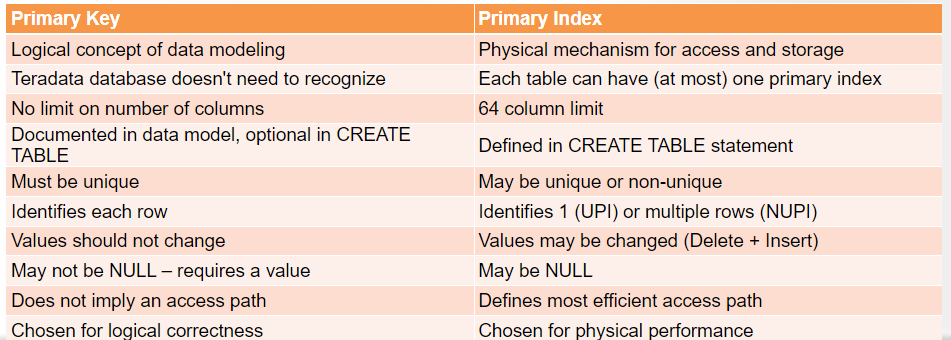 Primary Key Primary Index
Logical concept of data modeling Physical mechanism for access and storage
Teradata database doesn't need to recognize Each table can have (at most) one primary index
No limit on number of columns 64 column limit
Documented in data model, optional in CREATE
TABLE Defined in CREATE TABLE statement
Must be unique May be unique or non-unique
Identifies each row Identifies 1 (UPI) or multiple rows (NUPI)
Values should not change Values may be changed (Delete + Insert)
May not be NULL – requires a value May be NULL
Does not imply an access path Defines most efficient access path
Chosen for logical correctness Chosen for physical performance